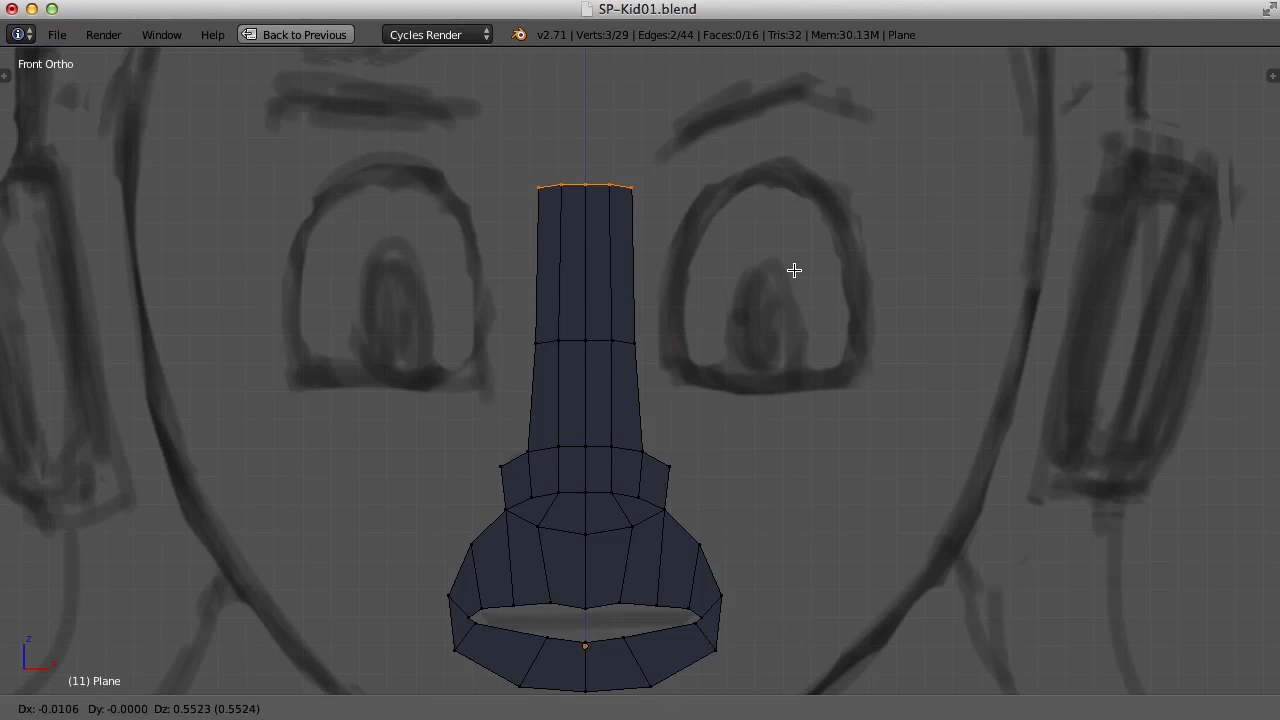 SP-Kid01.blend
File Render Window Help Back to Previous Cycles Render v2.71 | Verts:3/29 | Edges:2/44 | Faces:0/16 | Tris:32 | Mem:30.13M | Plane
Front Ortho
z
x
(11) Plane
Dx: -0.0106 Dy: -0.0000 Dz: 0.5523 (0.5524)